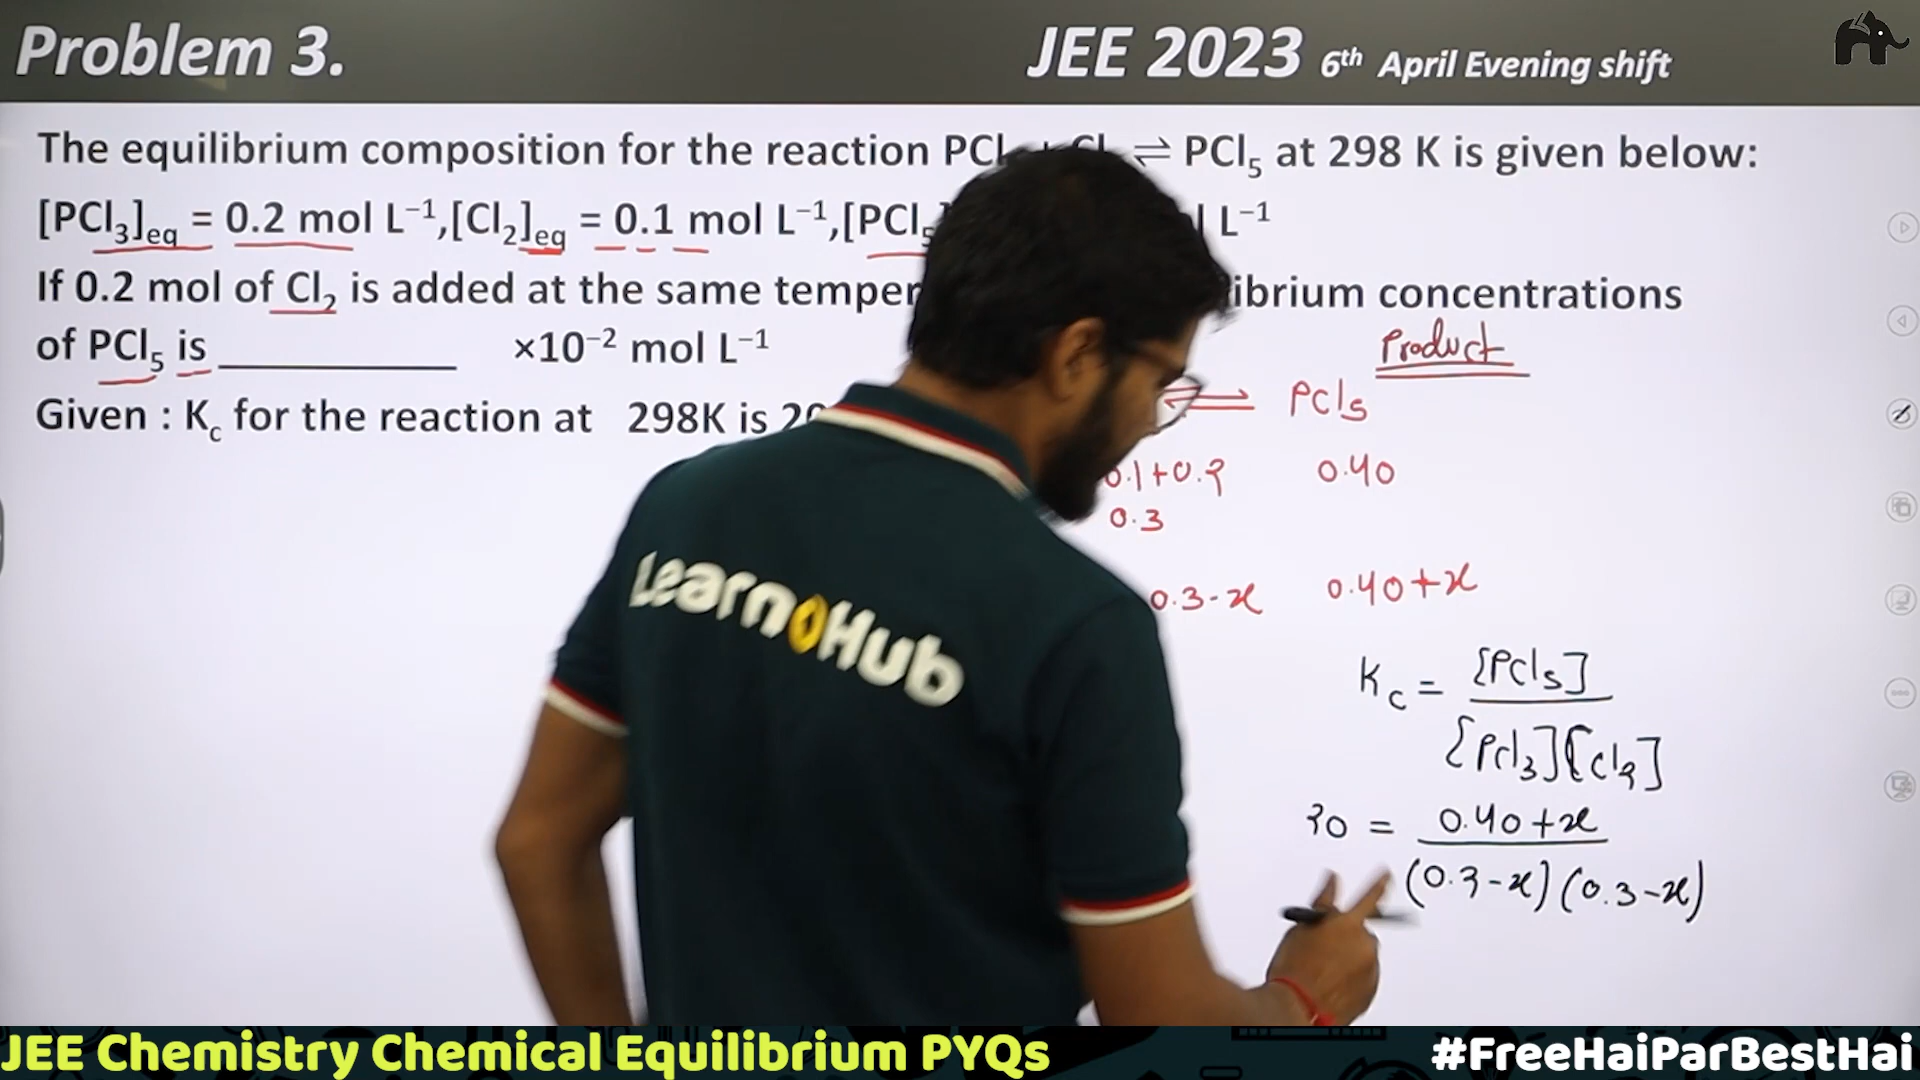 Problem 3.
JEE 2023 6th April Evening shift
The equilibrium composition for the reaction PCl ⇌ PCl₅ at 298 K is given below:
[PCl₃]eq = 0.2 mol L⁻¹,[Cl₂]eq = 0.1 mol L⁻¹,[PCl₅ L⁻¹
If 0.2 mol of Cl₂ is added at the same concentrations
of PCl₅ is ____________ ×10⁻² mol L⁻¹
Product
⇌ PCl5
Given : Kc for the reaction at 298K is
0.1+0.2 0.40
0.3
0.3-x 0.40+x
Kc = [PCl5]
[PCl3][Cl2]
20 = 0.40+x
(0.3-x) (0.3-x)
Learn Hub
JEE Chemistry Chemical Equilibrium PYQs
#FreeHaiParBestHai